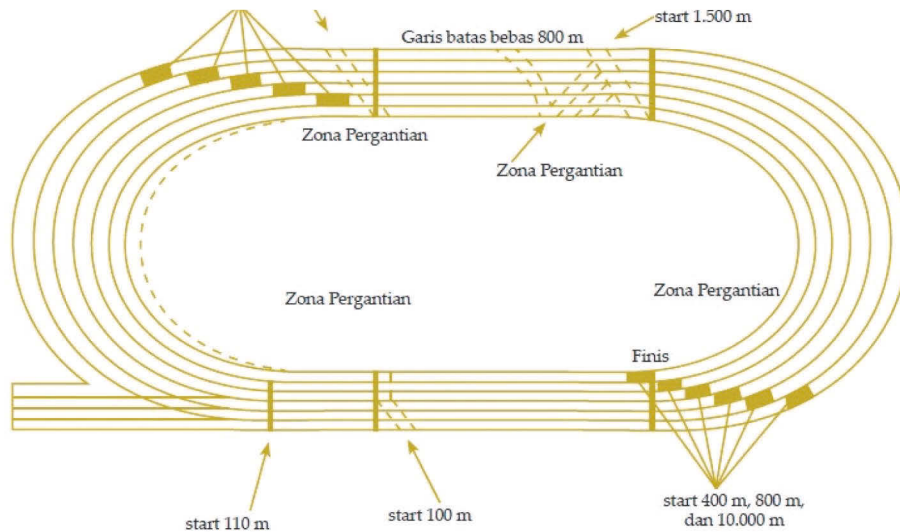 start 1.500 m
Garis batas bebas 800 m
Zona Pergantian
Zona Pergantian
Zona Pergantian
Zona Pergantian
Finis
start 110 m
start 100 m
start 400 m, 800 m,
dan 10.000 m